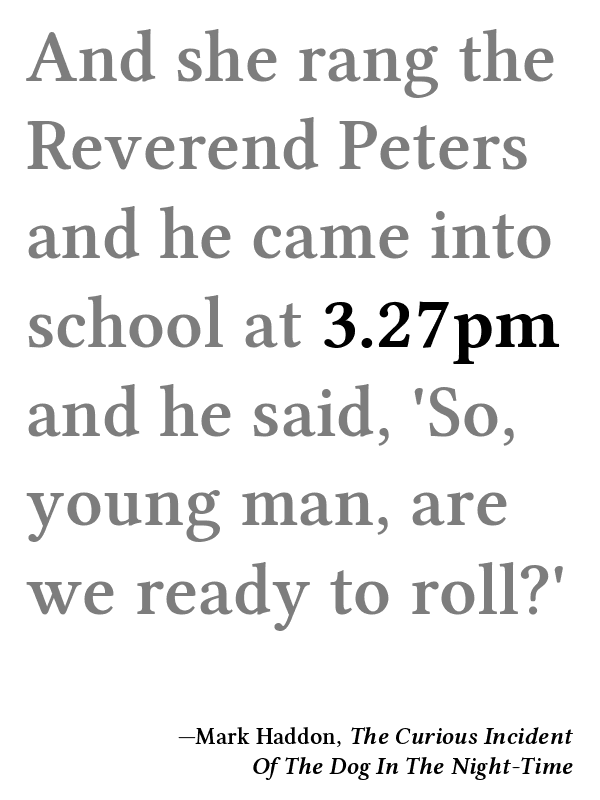 And she rang the
Reverend Peters
and he came into
school at 3.27pm
and he said, 'So,
young man, are
we ready to roll?'
—Mark Haddon, The Curious Incident
Of The Dog In The Night-Time